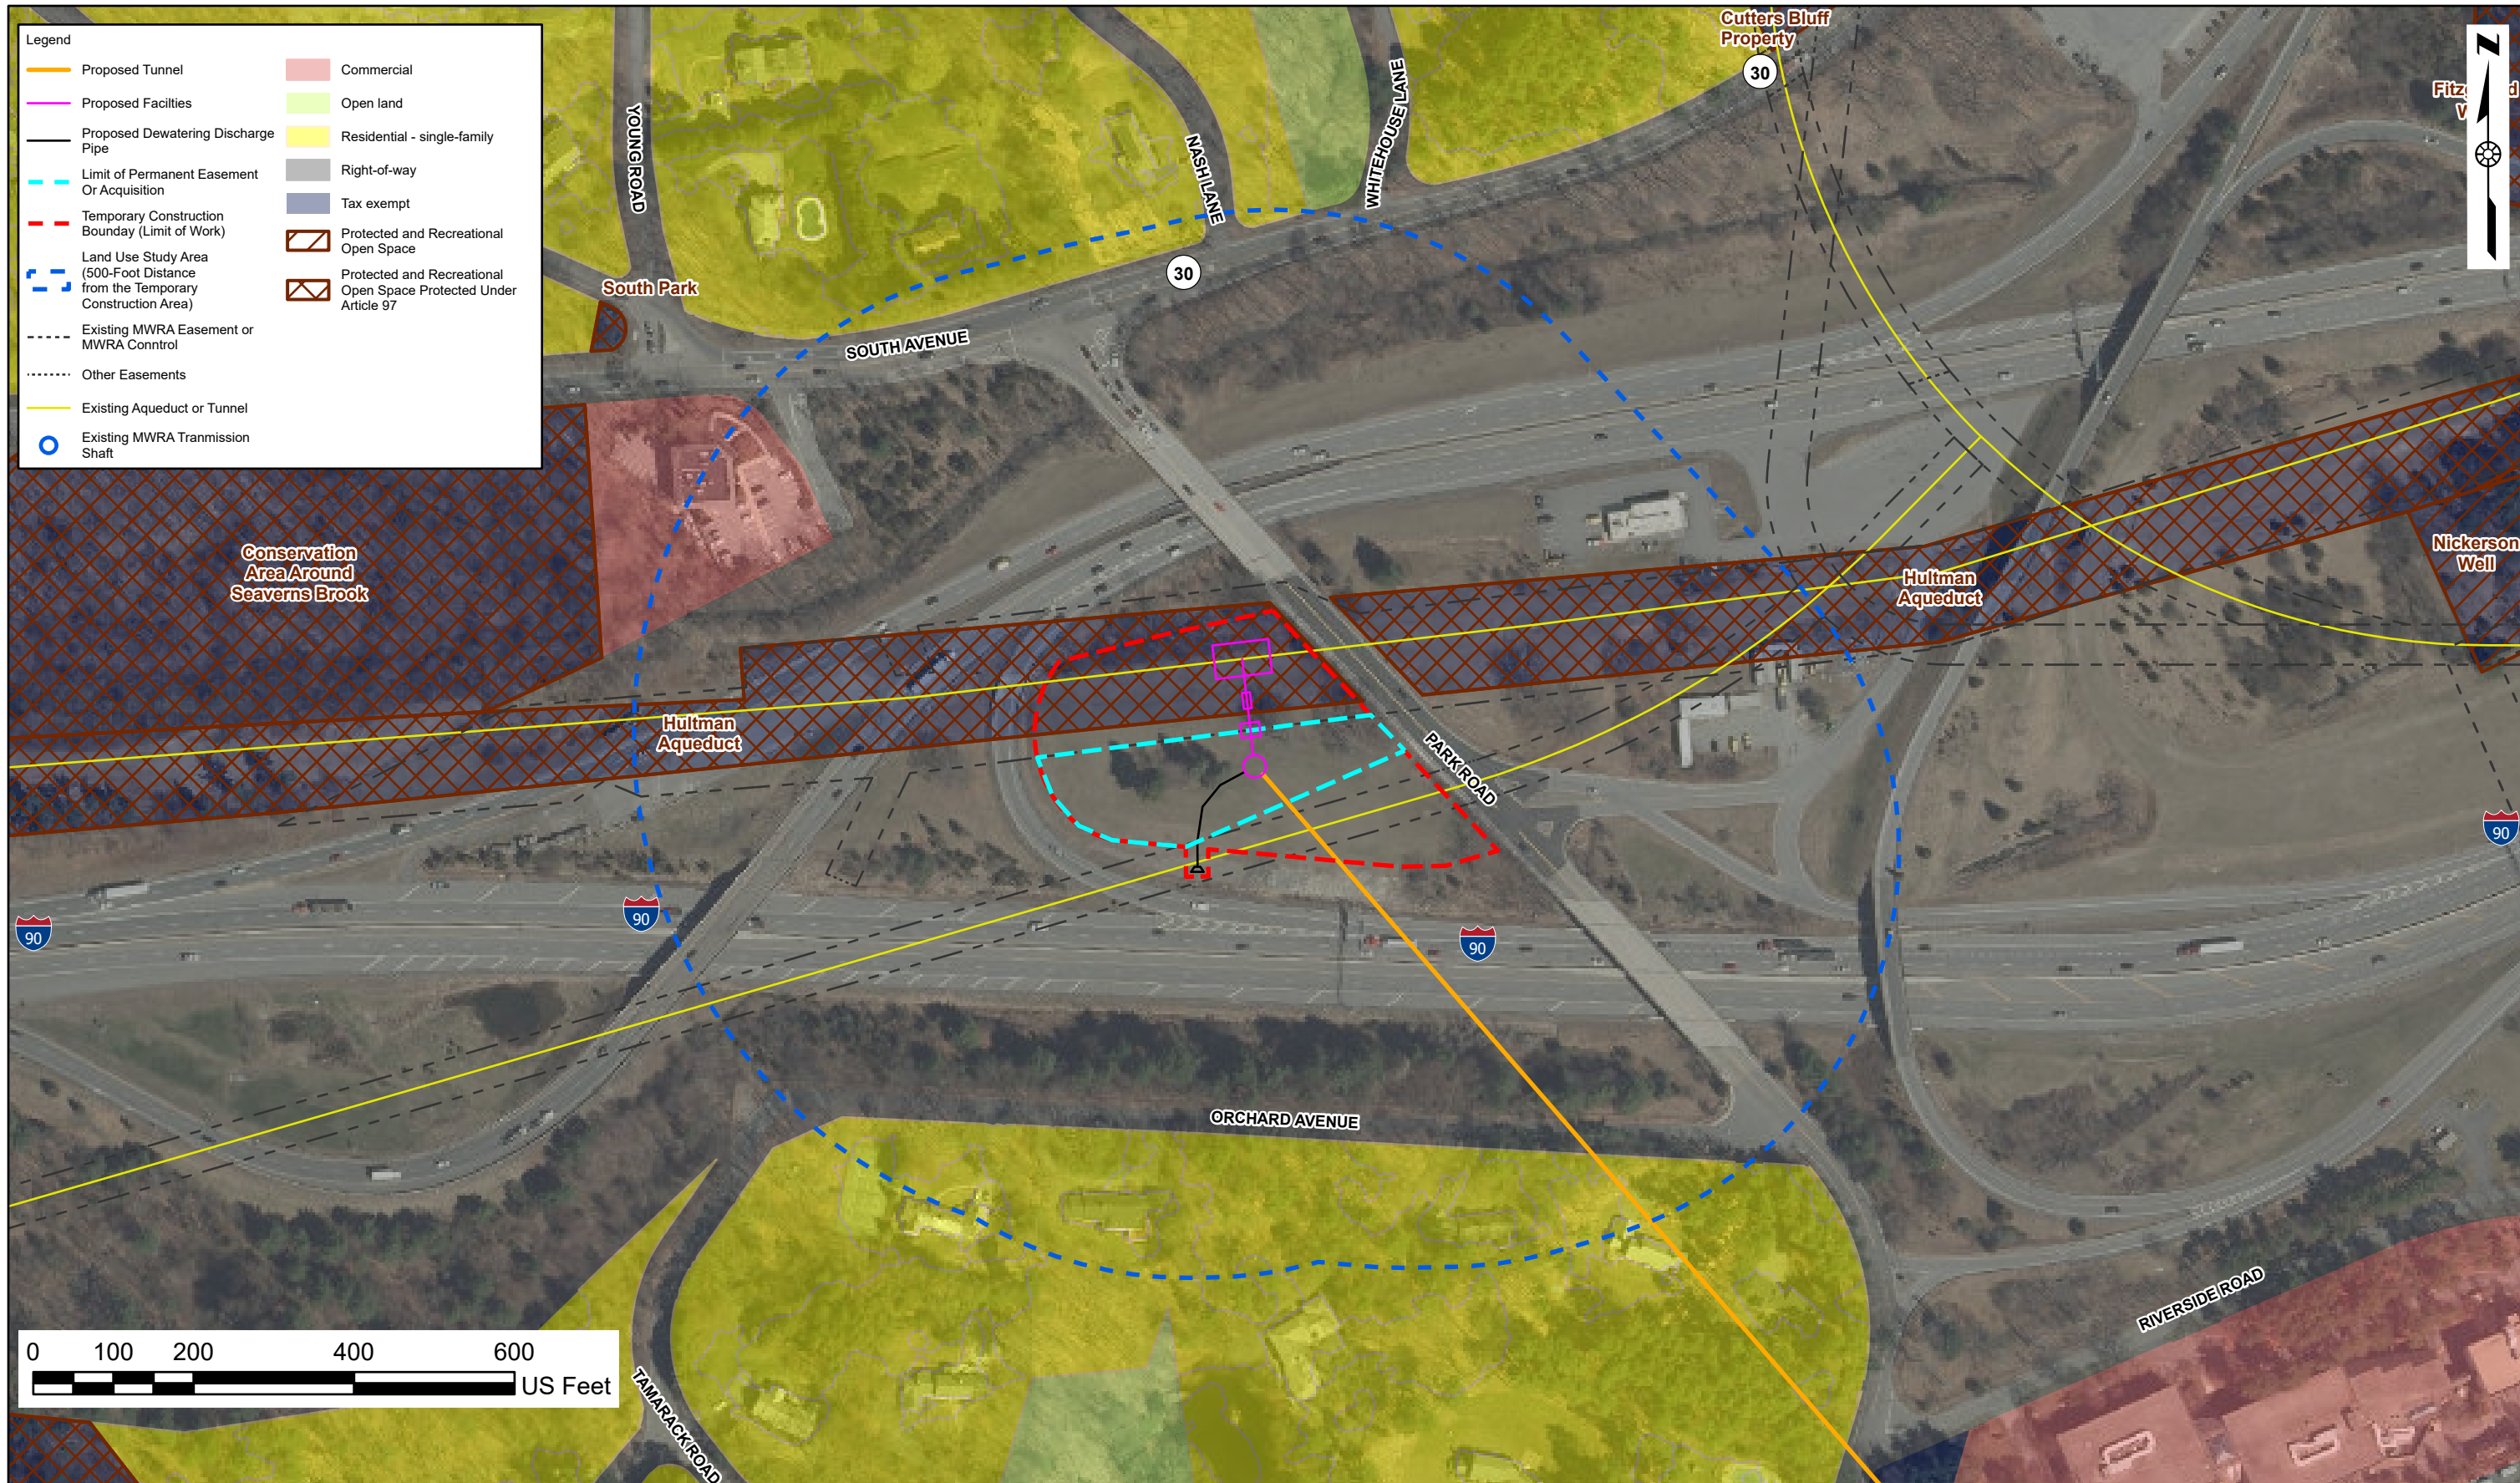 Legend
Proposed Tunnel
Proposed Facilties
Proposed Dewatering Discharge
Pipe
Limit of Permanent Easement
Or Acquisition
Temporary Construction
Bounday (Limit of Work)
Land Use Study Area
(500-Foot Distance
from the Temporary
Construction Area)
Existing MWRA Easement or
MWRA Conntrol
Other Easements
Existing Aqueduct or Tunnel
Existing MWRA Tranmission
Shaft
Commercial
Open land
Residential - single-family
Right-of-way
Tax exempt
Protected and Recreational
Open Space
Protected and Recreational
Open Space Protected Under
Article 97
Cutters Bluff
Property
30
N
YOUNG ROAD
NASH LANE
WHITEHOUSE LANE
30
South Park
SOUTH AVENUE
Conservation
Area Around
Seaverns Brook
Nickerson
Well
Hultman
Aqueduct
Hultman
Aqueduct
PARK ROAD
90
90
90
90
ORCHARD AVENUE
RIVERSIDE ROAD
TAMARACK ROAD
0 100 200 400 600
US Feet